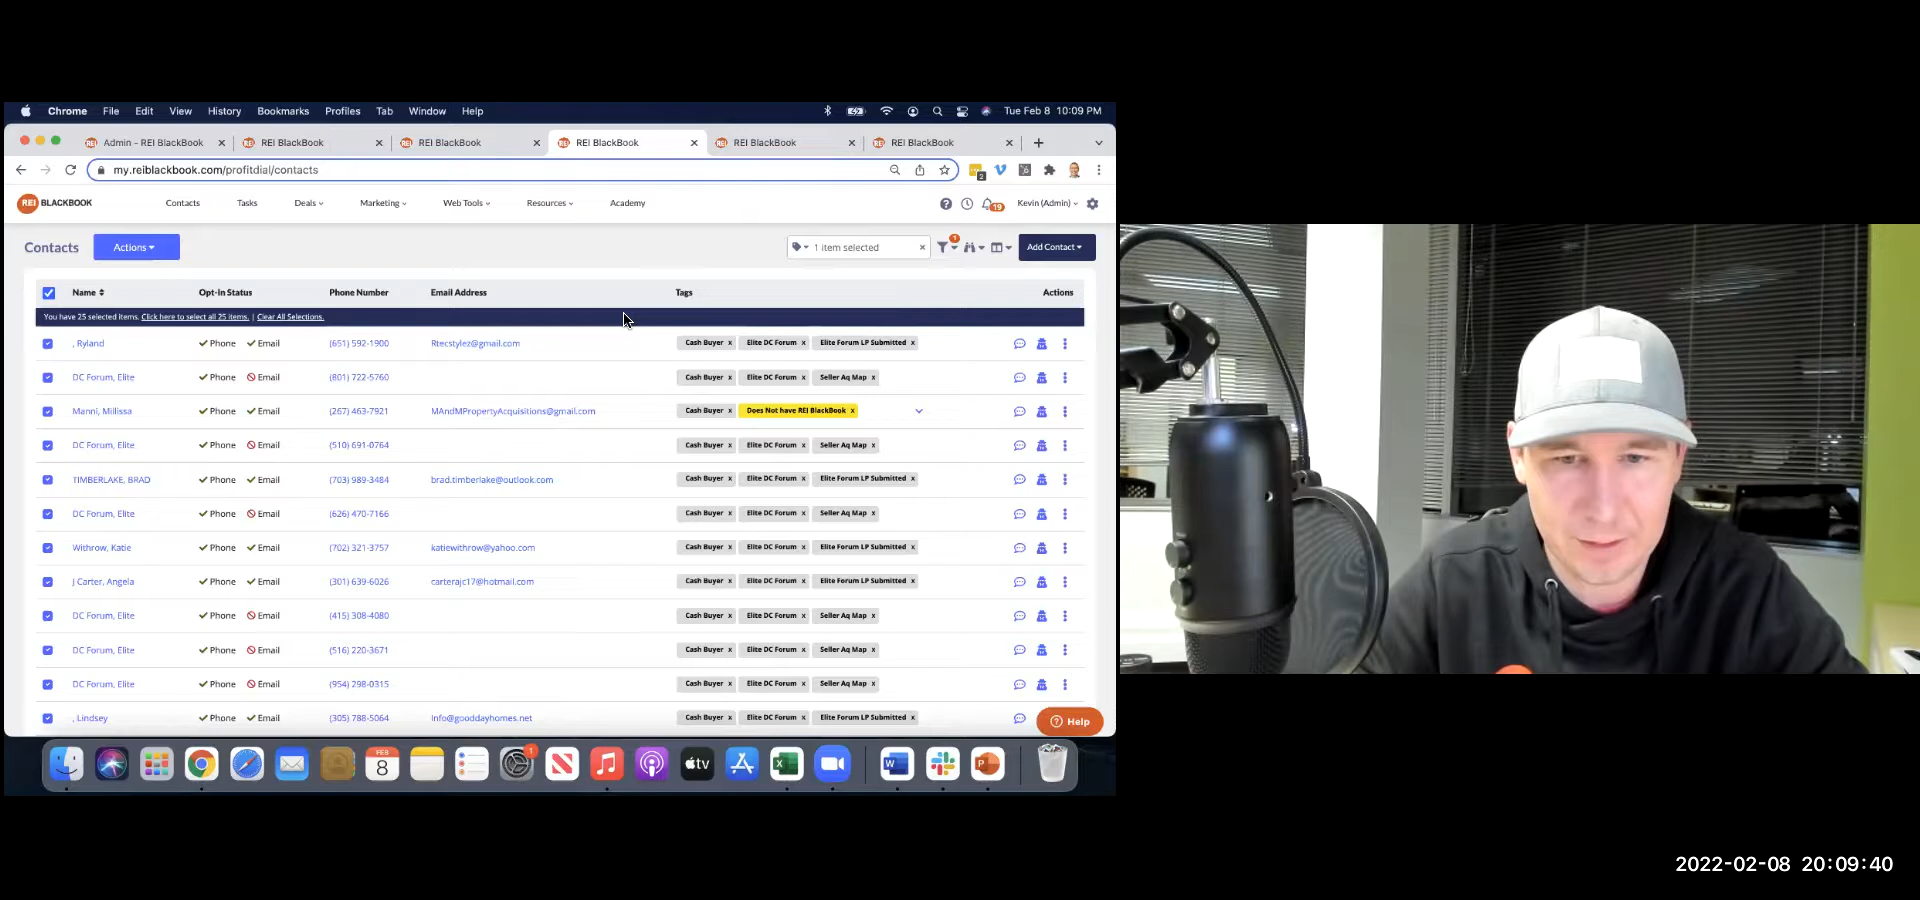 Chrome File Edit View History Bookmarks Profiles Tab Window Help Tue Feb 8 10:09 PM
Admin - REI BlackBook REI BlackBook REI BlackBook REI BlackBook REI BlackBook REI BlackBook
my.reiblackbook.com/profitdial/contacts 2
REI BLACKBOOK Contacts Tasks Deals Marketing Web Tools Resources Academy 19 Kevin (Admin)
Contacts Actions 1 item selected 1 Add Contact
Name Opt-In Status Phone Number Email Address Tags Actions
You have 25 selected items. Click here to select all 25 items. | Clear All Selections.
, Ryland Phone Email (651) 592-1900 Rtecstylez@gmail.com Cash Buyer x Elite DC Forum x Elite Forum LP Submitted x
DC Forum, Elite Phone Email (801) 722-5760 Cash Buyer x Elite DC Forum x Seller Aq Map x
Manni, Millissa Phone Email (267) 463-7921 MAndMPropertyAcquisitions@gmail.com Cash Buyer x Does Not have REI BlackBook x
DC Forum, Elite Phone Email (510) 691-0764 Cash Buyer x Elite DC Forum x Seller Aq Map x
TIMBERLAKE, BRAD Phone Email (703) 989-3484 brad.timberlake@outlook.com Cash Buyer x Elite DC Forum x Elite Forum LP Submitted x
DC Forum, Elite Phone Email (626) 470-7166 Cash Buyer x Elite DC Forum x Seller Aq Map x
Withrow, Katie Phone Email (702) 321-3757 katiewithrow@yahoo.com Cash Buyer x Elite DC Forum x Elite Forum LP Submitted x
J Carter, Angela Phone Email (301) 639-6026 carterajc17@hotmail.com Cash Buyer x Elite DC Forum x Elite Forum LP Submitted x
DC Forum, Elite Phone Email (415) 308-4080 Cash Buyer x Elite DC Forum x Seller Aq Map x
DC Forum, Elite Phone Email (516) 220-3671 Cash Buyer x Elite DC Forum x Seller Aq Map x
DC Forum, Elite Phone Email (954) 298-0315 Cash Buyer x Elite DC Forum x Seller Aq Map x
, Lindsey Phone Email (305) 788-5064 info@gooddayhomes.net Cash Buyer x Elite DC Forum x Elite Forum LP Submitted x
Help
FEB
8
1
tv
2022-02-08 20:09:40